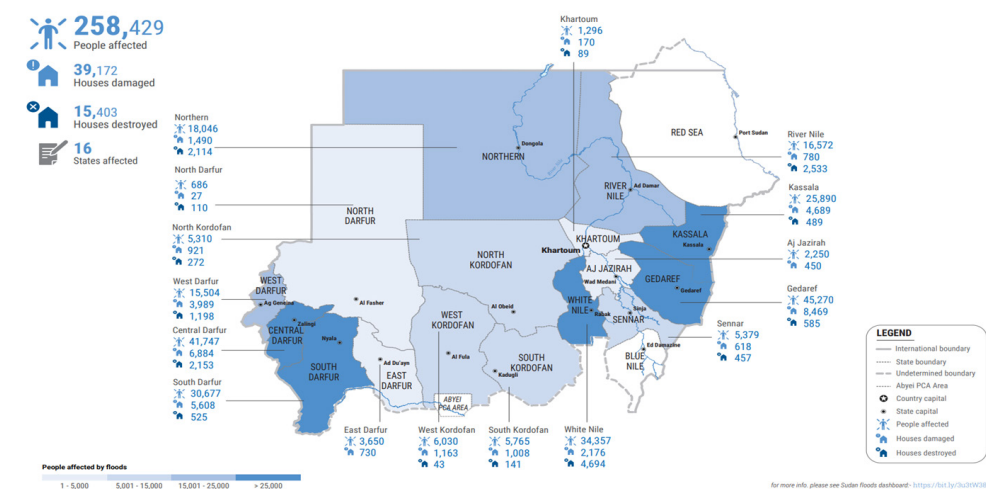 258,429
People affected
39,172
Houses damaged
15,403
Houses destroyed
16
States affected
Khartoum
1,296
170
89
Northern
18,046
1,490
2,114
North Darfur
686
27
110
North Kordofan
5,310
921
272
West Darfur
15,504
3,989
1,198
Central Darfur
41,747
6,884
2,153
South Darfur
30,677
5,608
525
River Nile
16,572
780
2,533
Kassala
25,890
4,689
489
Aj Jazirah
2,250
450
Gedaref
45,270
8,469
585
Sennar
5,379
618
457
East Darfur
3,650
730
West Kordofan
6,030
1,163
43
South Kordofan
5,765
1,008
141
White Nile
34,357
2,176
4,694
RED SEA
Port Sudan
Dongola
NORTHERN
RIVER
NILE
Ad Damar
NORTH
DARFUR
KASSALA
Kassala
KHARTOUM
Khartoum
NORTH
KORDOFAN
AJ JAZIRAH
Wad Medani
GEDAREF
Gedaref
WEST
DARFUR
Ag Geneina
Al Fasher
WHITE
NILE
Rabak
Sinja
SENNAR
Al Obeid
WEST
KORDOFAN
CENTRAL
DARFUR
Zalingi
Nyala
SOUTH
DARFUR
Ad Du'ayn
EAST
DARFUR
Al Fula
SOUTH
KORDOFAN
Kadugli
Ed Damazine
BLUE
NILE
ABYEI
PCA AREA
LEGEND
International boundary
State boundary
Undetermined boundary
Abyei PCA Area
Country capital
State capital
People affected
Houses damaged
Houses destroyed
People affected by floods
1 - 5,000
5,001 - 15,000
15,001 - 25,000
> 25,000
for more info. please see Sudan floods dashboard:-